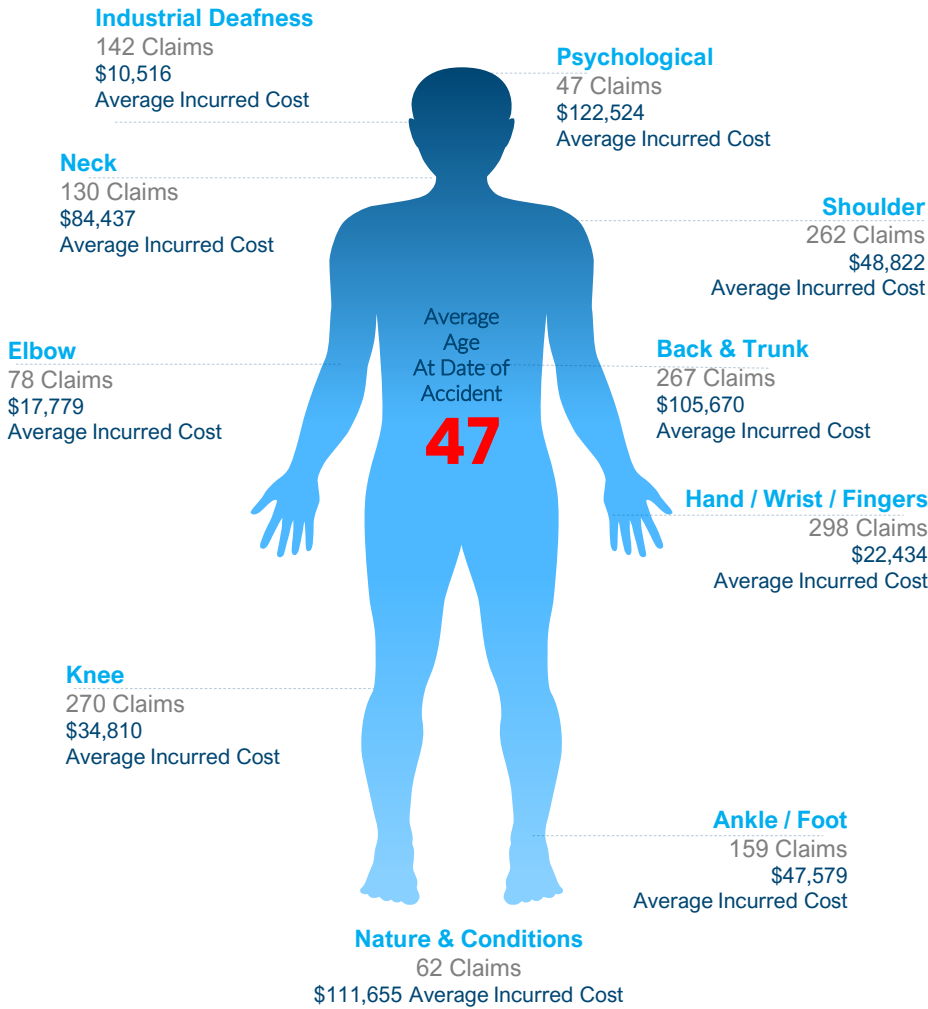 Industrial Deafness
142 Claims
$10,516
Average Incurred Cost
Psychological
47 Claims
$122,524
Average Incurred Cost
Neck
130 Claims
$84,437
Average Incurred Cost
Shoulder
262 Claims
$48,822
Average Incurred Cost
Average
Age
At Date of
Accident
47
Elbow
78 Claims
$17,779
Average Incurred Cost
Back & Trunk
267 Claims
$105,670
Average Incurred Cost
Hand / Wrist / Fingers
298 Claims
$22,434
Average Incurred Cost
Knee
270 Claims
$34,810
Average Incurred Cost
Ankle / Foot
159 Claims
$47,579
Average Incurred Cost
Nature & Conditions
62 Claims
$111,655 Average Incurred Cost